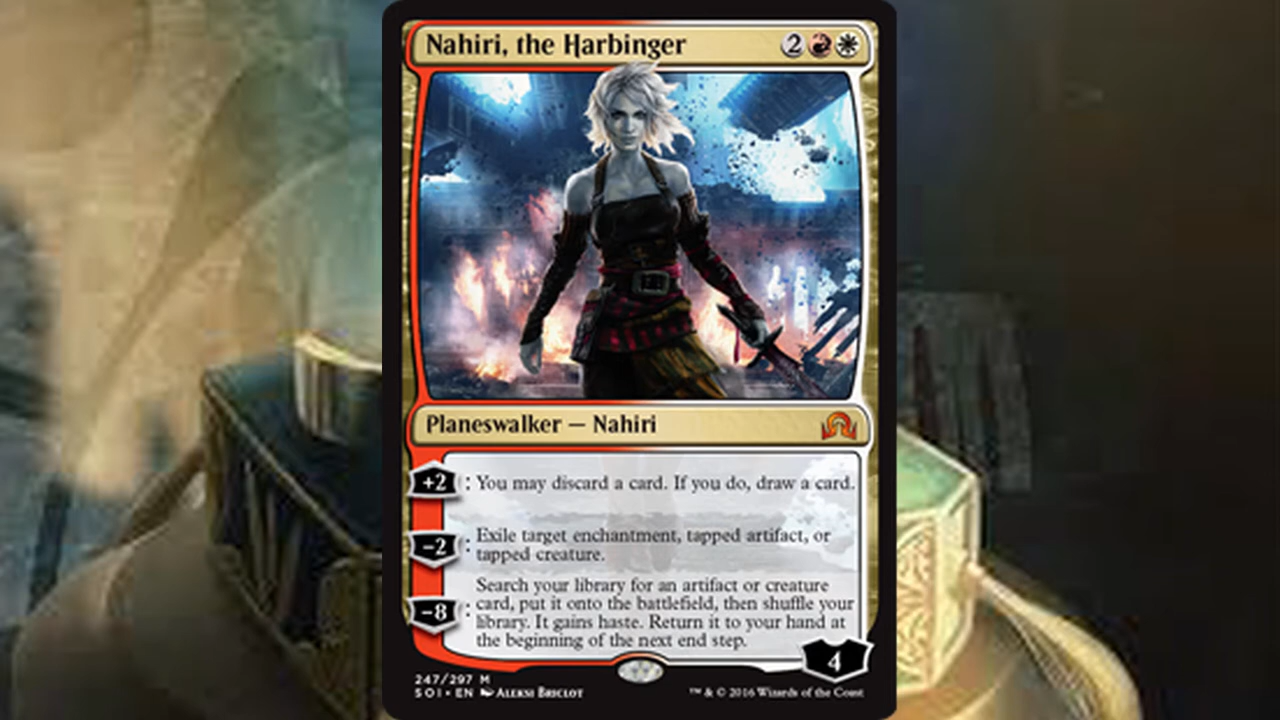 Nahiri, the Harbinger 2
Planeswalker — Nahiri
+2: You may discard a card. If you do, draw a card.
−2: Exile target enchantment, tapped artifact, or
tapped creature.
Search your library for an artifact or creature
−8: card, put it onto the battlefield, then shuffle your
library. It gains haste. Return it to your hand at
the beginning of the next end step.
4
247/297 M
SOI • EN Aleksi Briclot
™ & © 2016 Wizards of the Coast